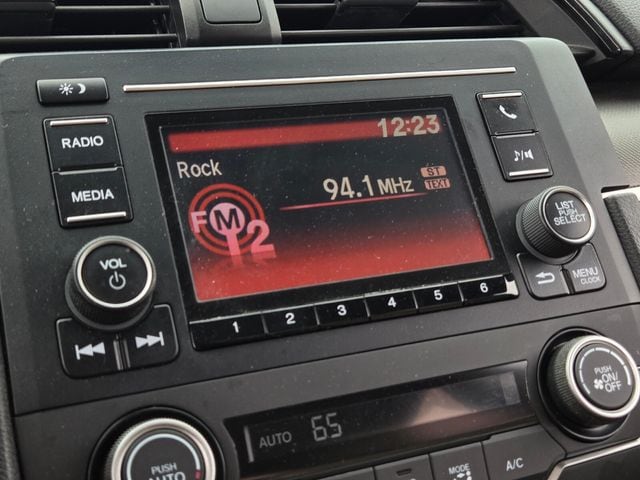 RADIO
MEDIA
VOL
12:23
Rock
94.1 MHz
ST
TEXT
FM 2
1 2 3 4 5 6
LIST
PUSH
SELECT
MENU
CLOCK
AUTO 65
PUSH
AUTO
MODE
A/C
PUSH
ON/
OFF